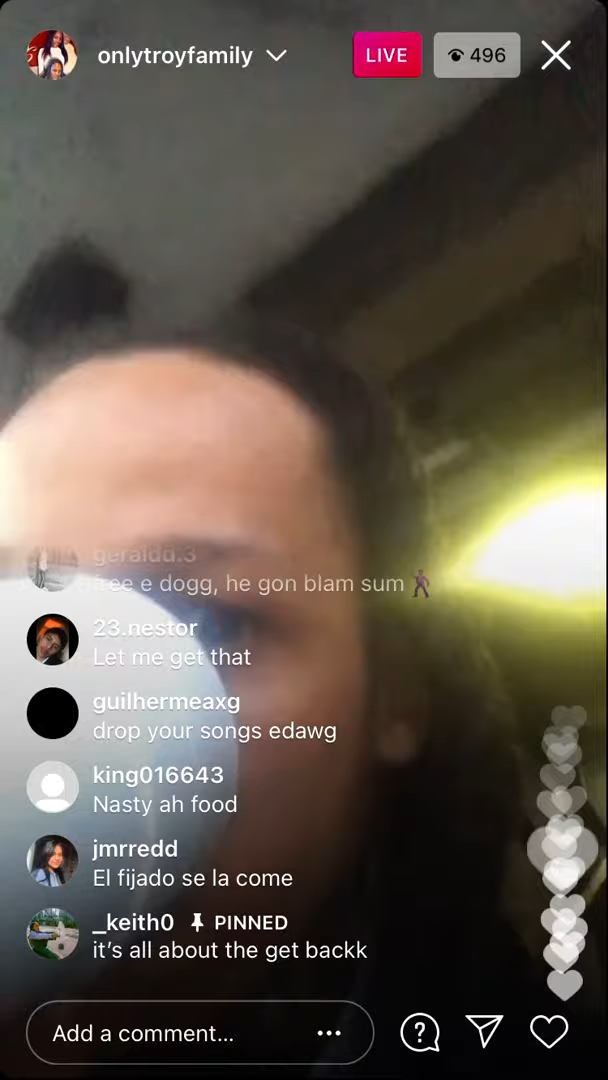 onlytroyfamily
LIVE
496
geraldd.3
free e dogg, he gon blam sum 🕺🏾
23.nestor
Let me get that
guilhermeaxg
drop your songs edawg
king016643
Nasty ah food
jmrredd
El fijado se la come
_keith0 PINNED
it’s all about the get backk
Add a comment...